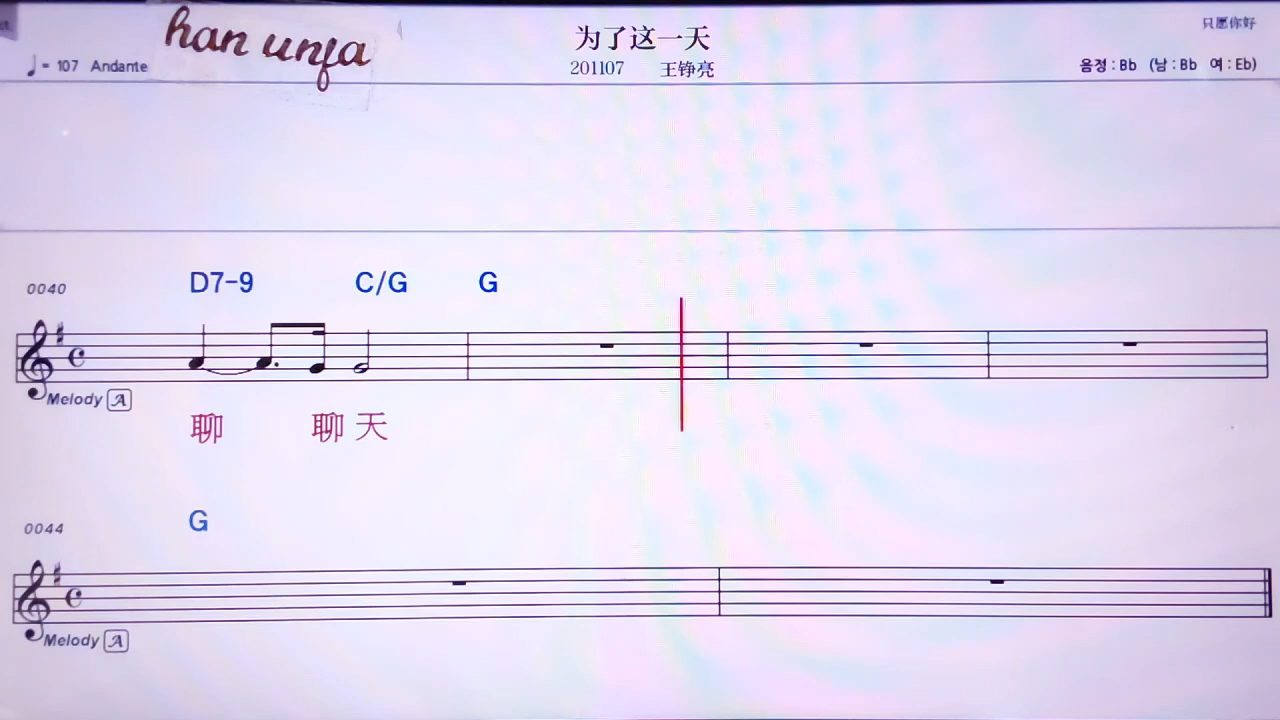 han unfa
为了这一天
只愿你好
♩= 107 Andante
201107 王铮亮
음정 : Bb (남 : Bb 여 : Eb)
0040
D7-9 C/G G
Melody A
聊 聊 天
0044
G
Melody A